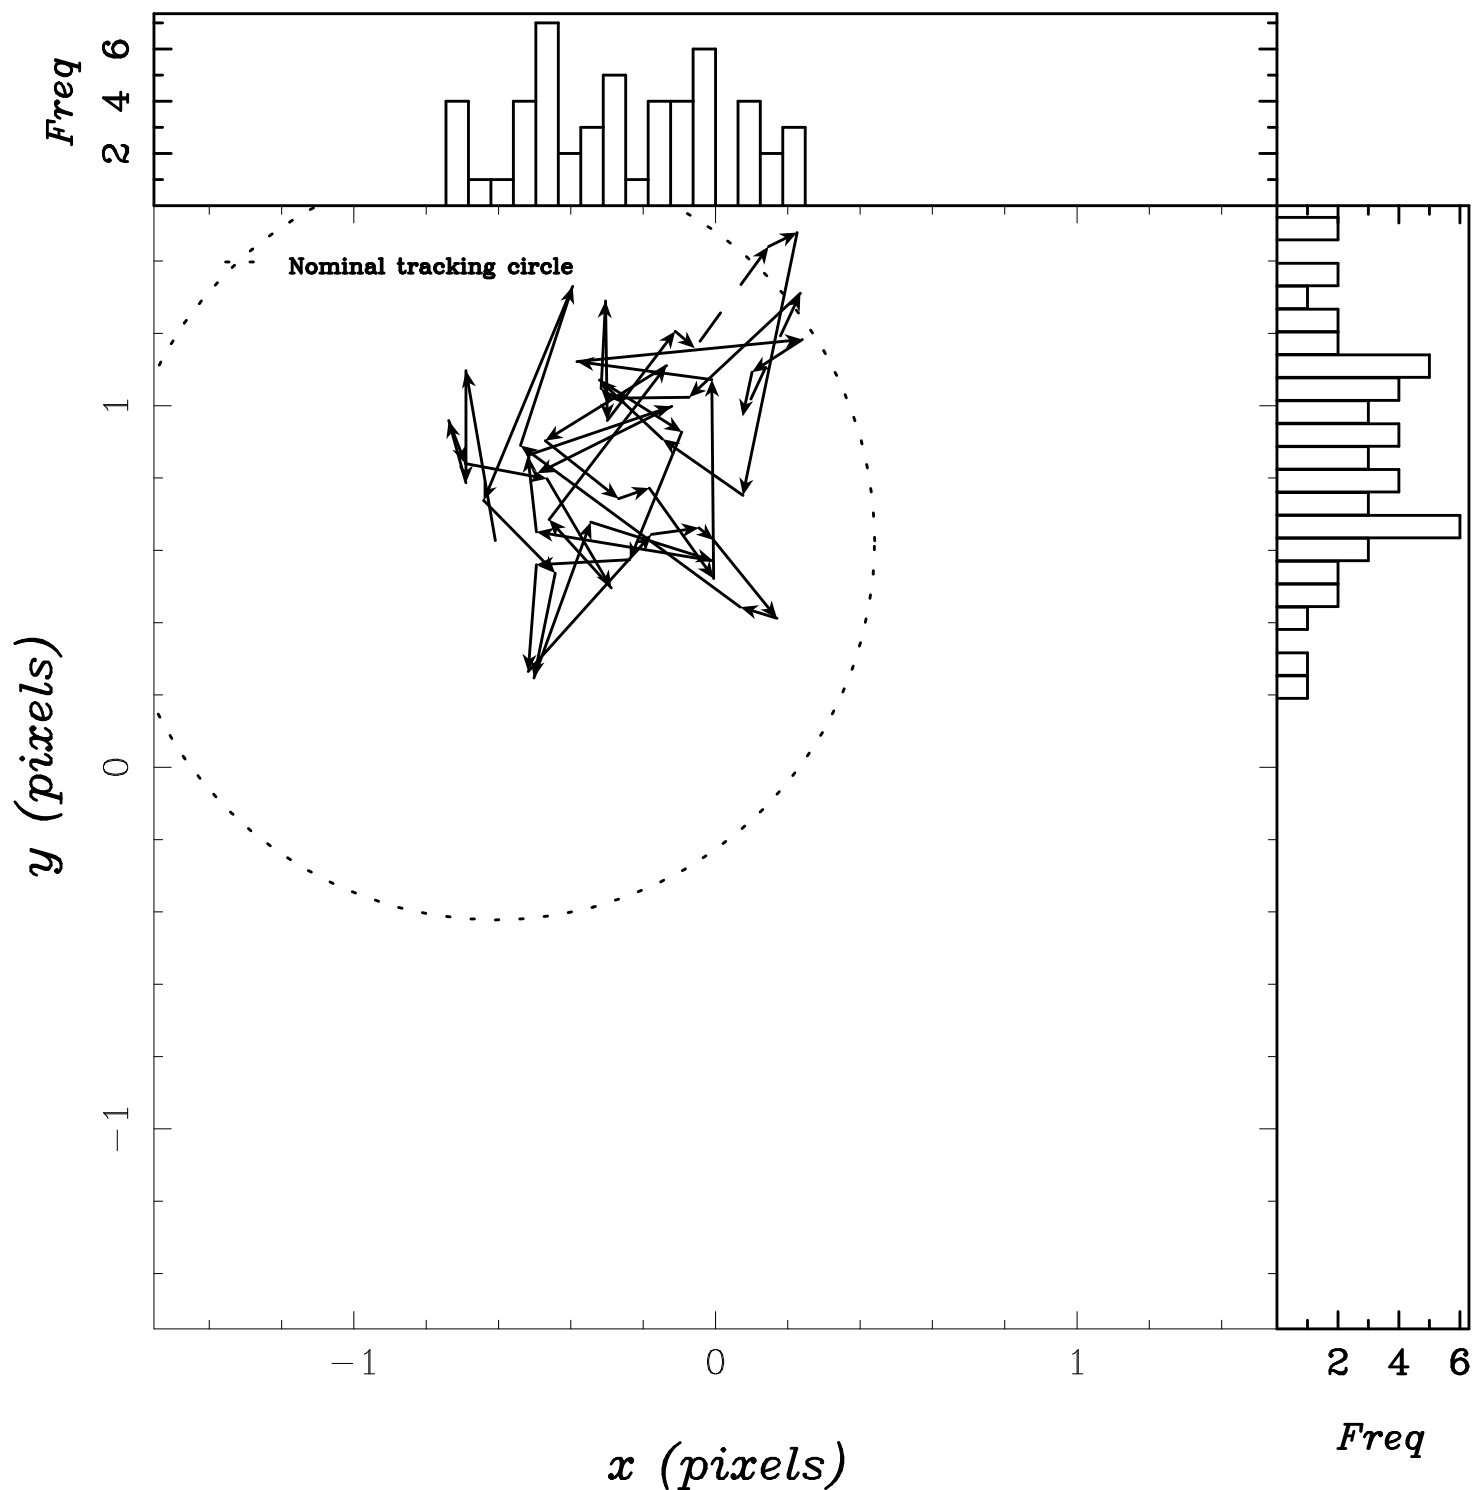 Freq
6
4
2
Nominal tracking circle
y (pixels)
1
0
−1
−1 0 1
2 4 6
x (pixels)
Freq